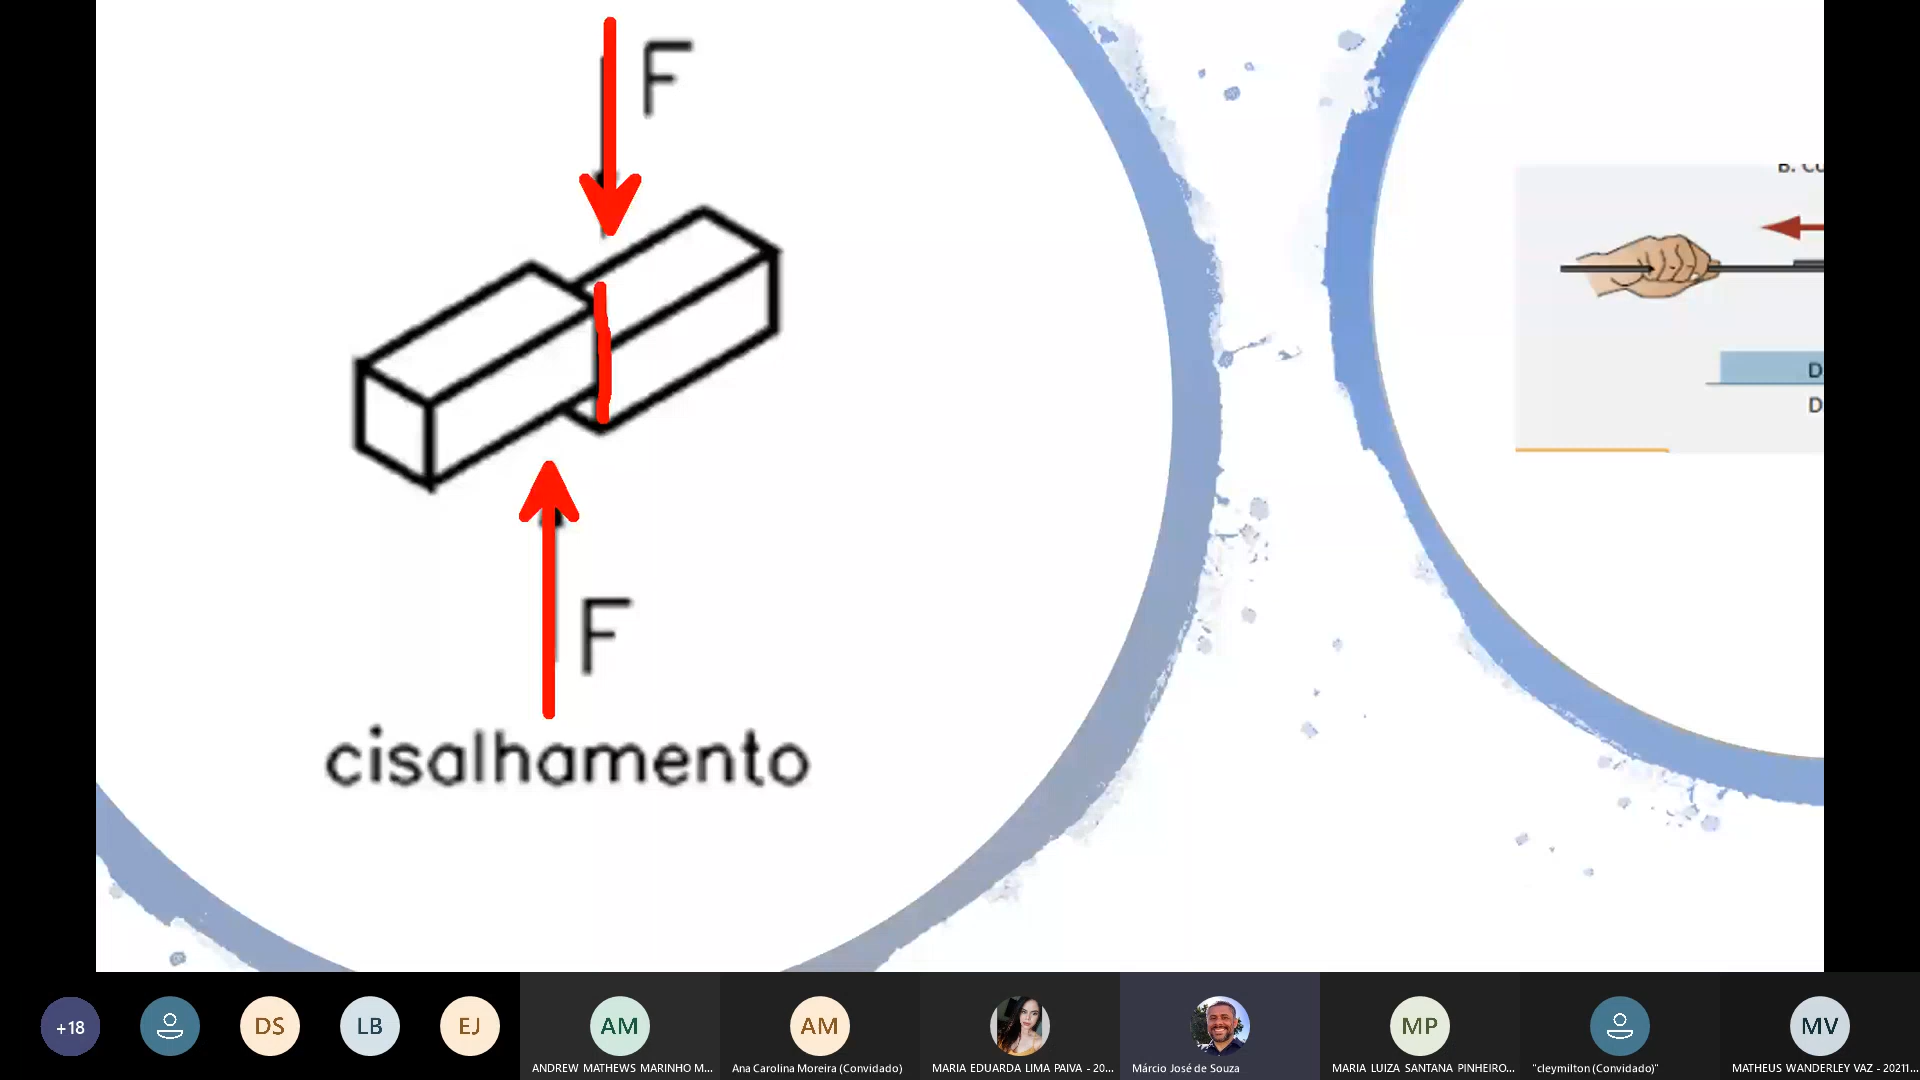 F
F
cisalhamento
D
D
+18
DS
LB
EJ
AM
ANDREW MATHEWS MARINHO M...
AM
Ana Carolina Moreira (Convidado)
MARIA EDUARDA LIMA PAIVA - 20...
Márcio José de Souza
MP
MARIA LUIZA SANTANA PINHEIRO...
"cleymilton (Convidado)"
MV
MATHEUS WANDERLEY VAZ - 20211...